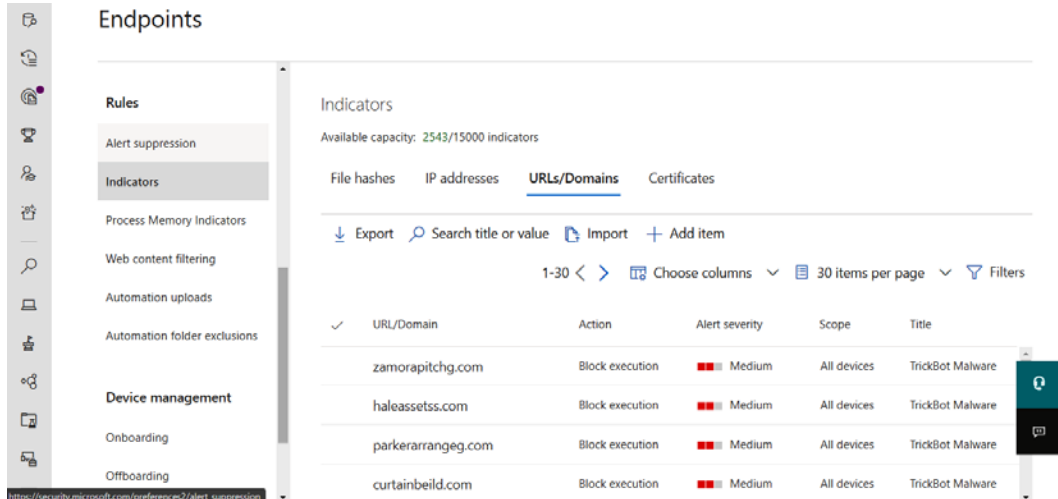 Endpoints
Rules
Alert suppression
Indicators
Process Memory Indicators
Web content filtering
Automation uploads
Automation folder exclusions
Device management
Onboarding
Offboarding
https://security.microsoft.com/preferences2/alert_suppression
Indicators
Available capacity: 2543/15000 indicators
File hashes IP addresses URLs/Domains Certificates
Export Search title or value Import Add item
1-30 Choose columns 30 items per page Filters
URL/Domain Action Alert severity Scope Title
zamorapitchg.com Block execution Medium All devices TrickBot Malware
haleassetss.com Block execution Medium All devices TrickBot Malware
parkerarrangeg.com Block execution Medium All devices TrickBot Malware
curtainbeild.com Block execution Medium All devices TrickBot Malware